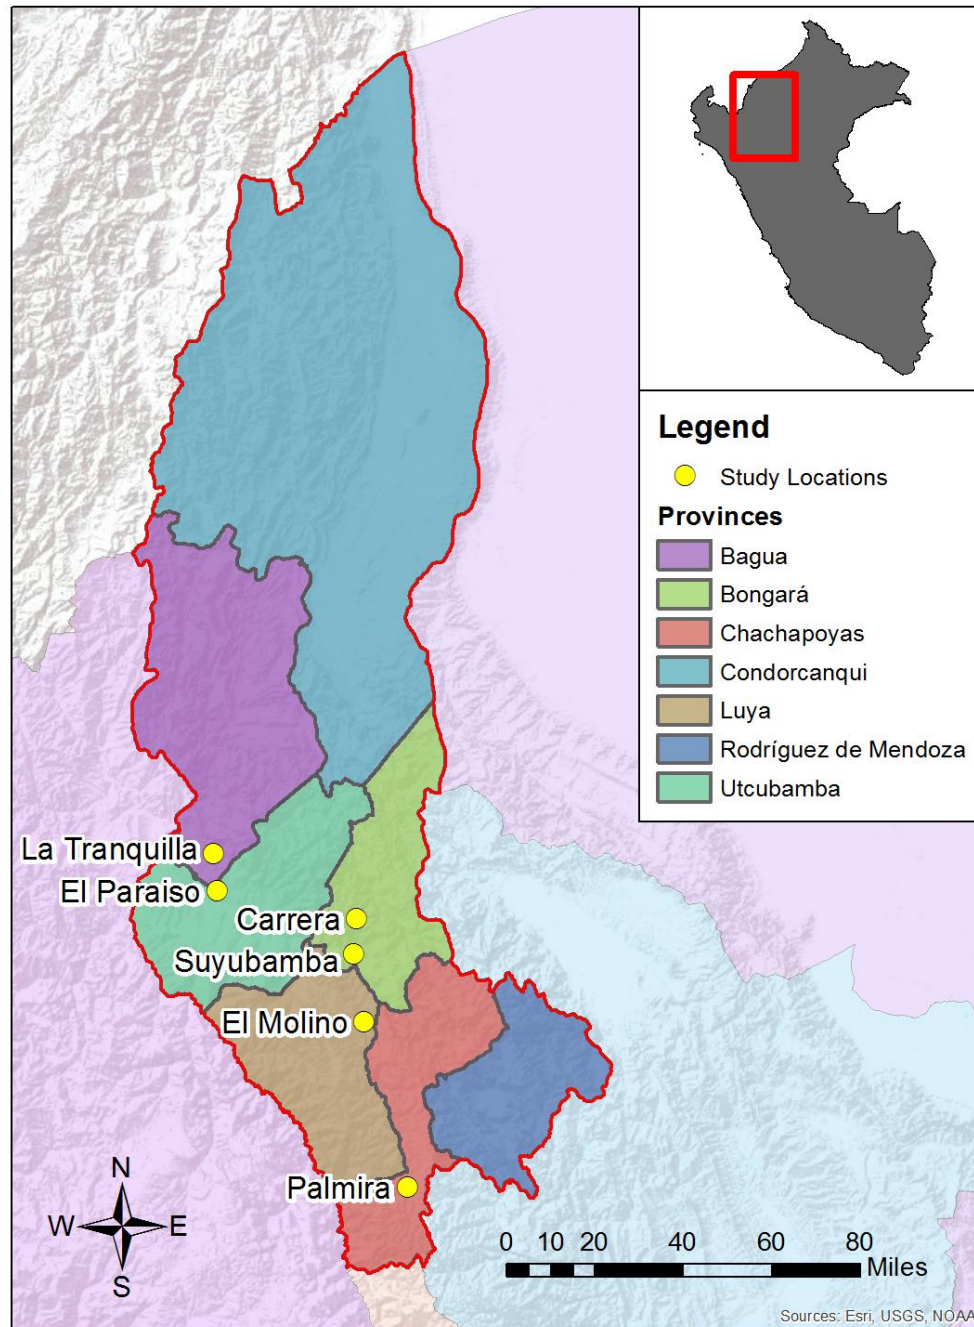 Legend
Study Locations
Provinces
Bagua
Bongará
Chachapoyas
Condorcanqui
Luya
Rodríguez de Mendoza
Utcubamba
La Tranquilla
El Paraiso
Carrera
Suyubamba
El Molino
Palmira
N
W E
S
0 10 20 40 60 80
Miles
Sources: Esri, USGS, NOAA